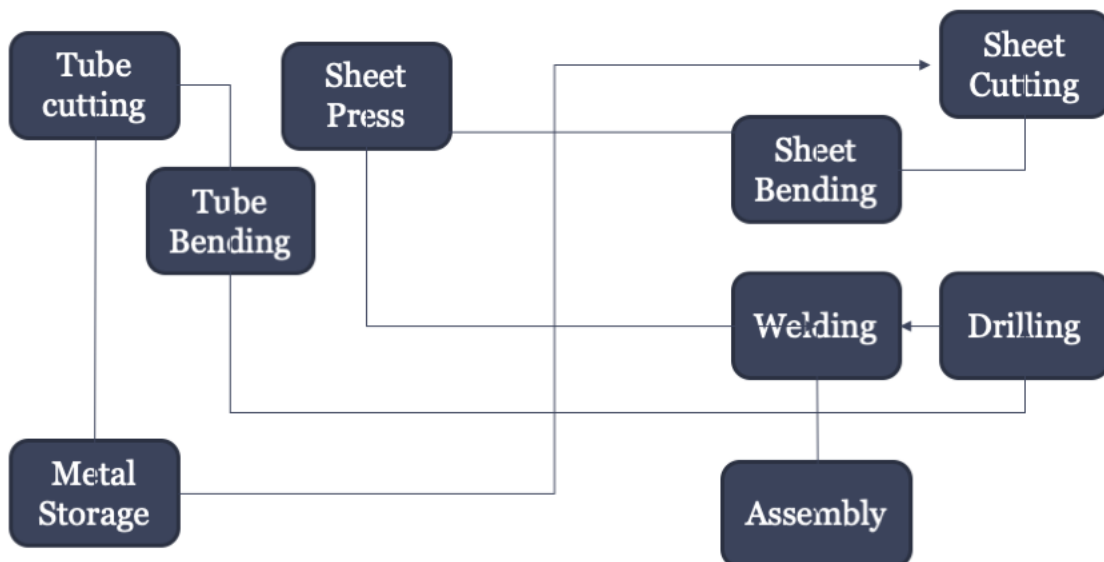 Tube
cutting
Sheet
Press
Sheet
Cutting
Sheet
Bending
Tube
Bending
Welding
Drilling
Metal
Storage
Assembly